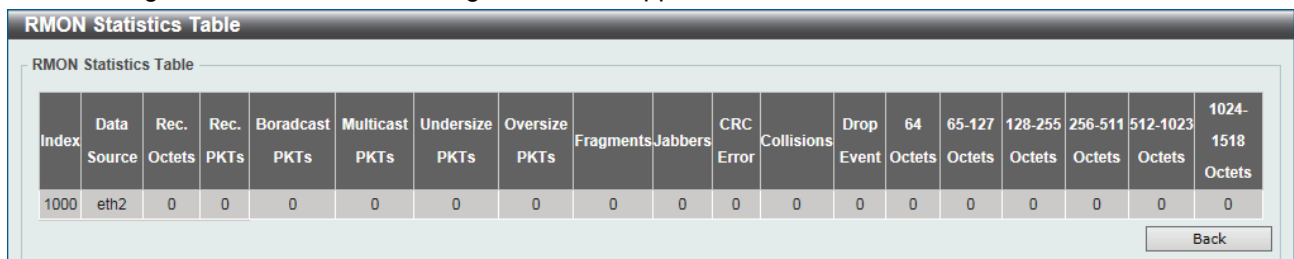 RMON Statistics Table
RMON Statistics Table
Index
Data
Source
Rec.
Octets
Rec.
PKTs
Boradcast
PKTs
Multicast
PKTs
Undersize
PKTs
Oversize
PKTs
Fragments
Jabbers
CRC
Error
Collisions
Drop
Event
64
Octets
65-127
Octets
128-255
Octets
256-511
Octets
512-1023
Octets
1024-
1518
Octets
1000 eth2 0 0 0 0 0 0 0 0 0 0 0 0 0 0 0 0 0
Back